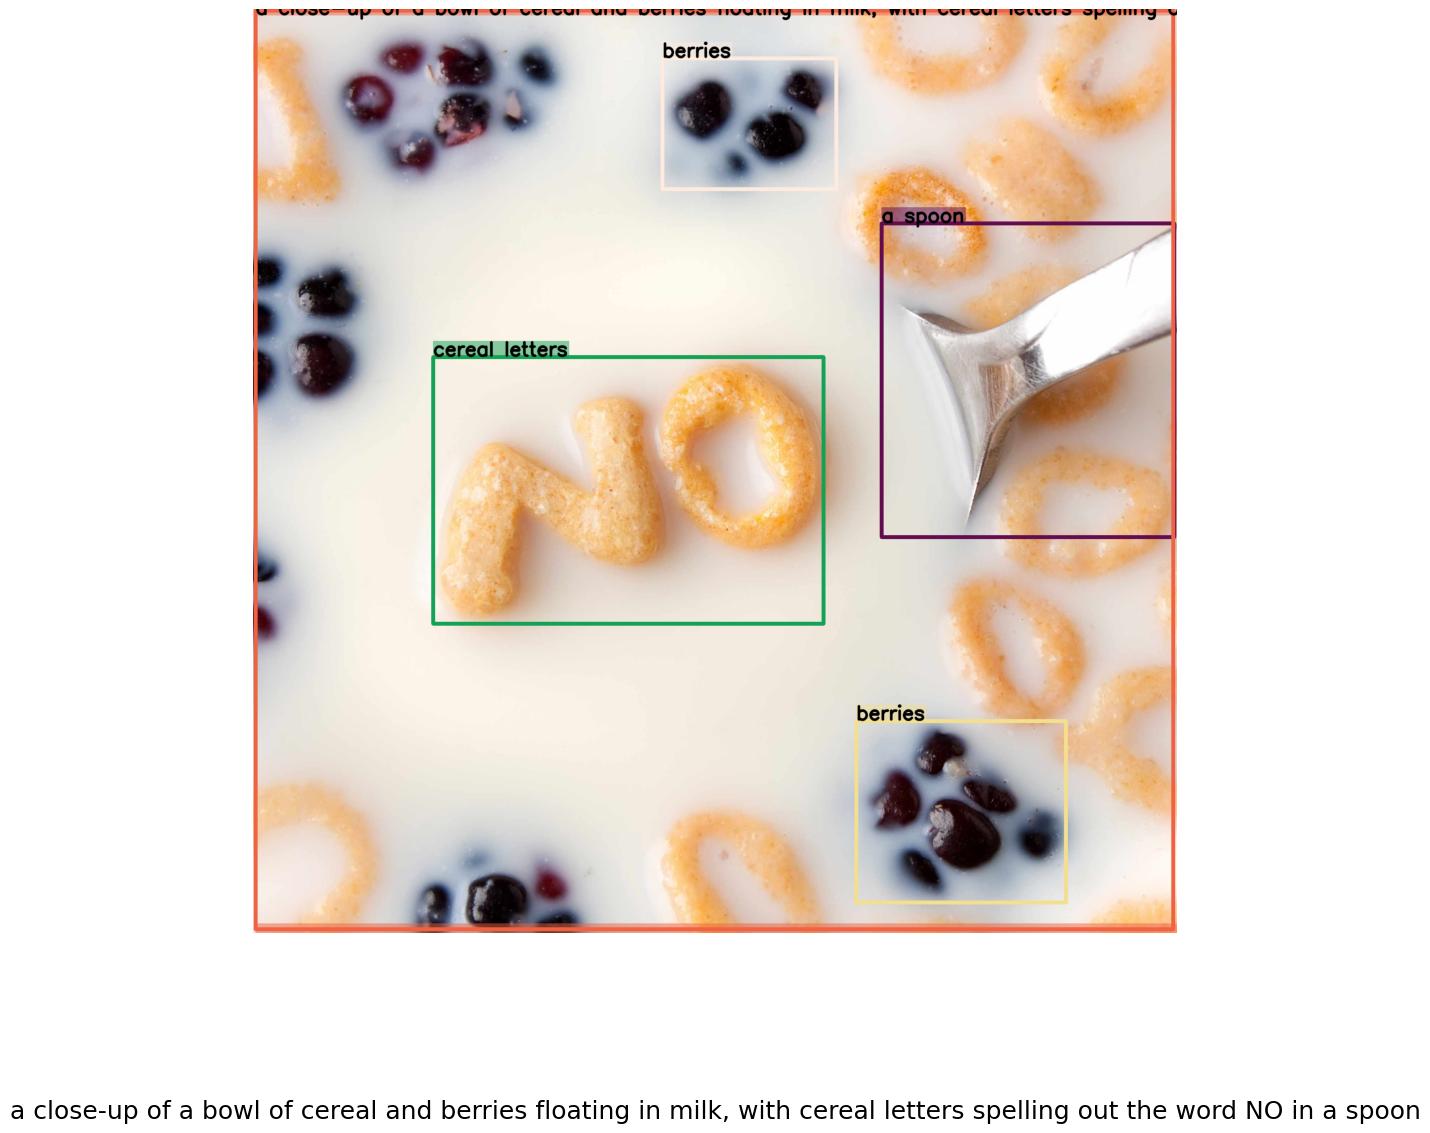 a close-up of a bowl of cereal and berries floating in milk, with cereal letters spelling
berries
a spoon
cereal letters
NO
berries
a close-up of a bowl of cereal and berries floating in milk, with cereal letters spelling out the word NO in a spoon